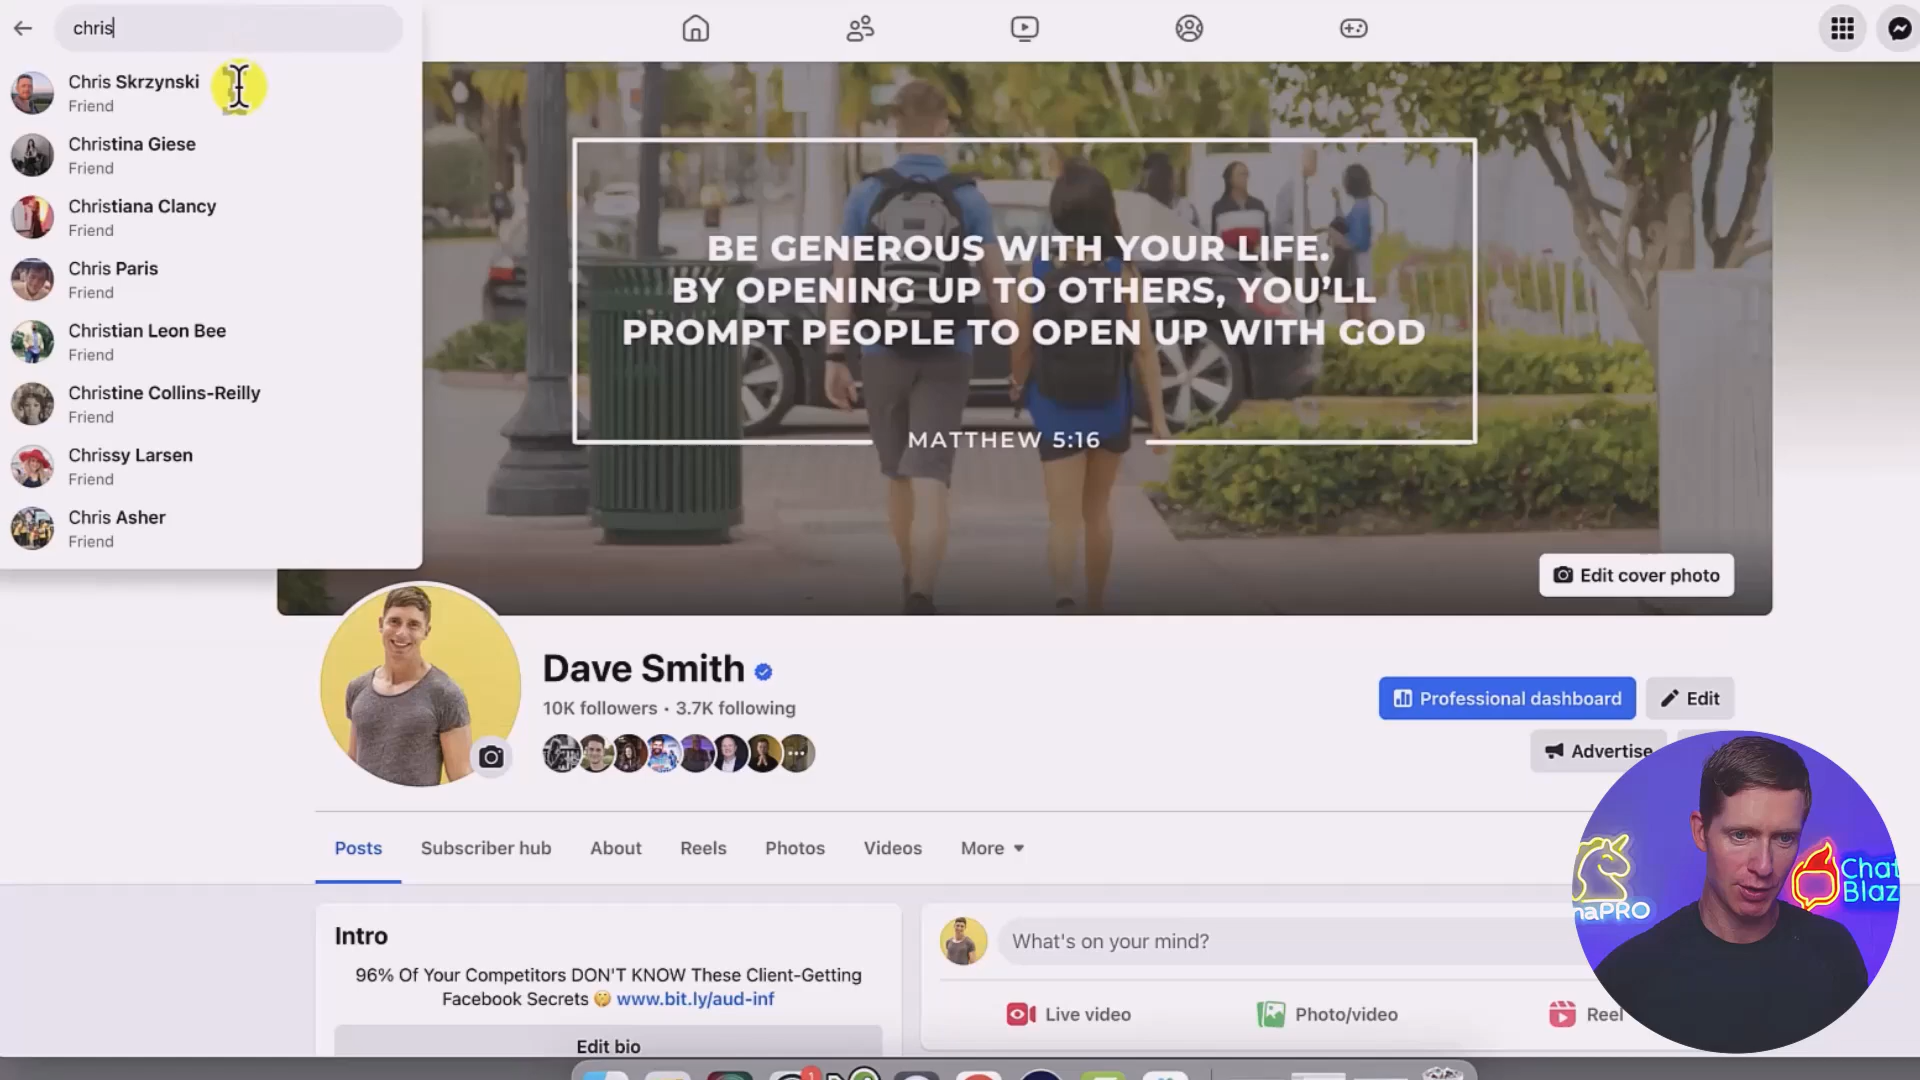 chris
Chris Skrzynski
Friend
Christina Giese
Friend
Christiana Clancy
Friend
Chris Paris
Friend
Christian Leon Bee
Friend
Christine Collins-Reilly
Friend
Chrissy Larsen
Friend
Chris Asher
Friend
BE GENEROUS WITH YOUR LIFE.
BY OPENING UP TO OTHERS, YOU'LL
PROMPT PEOPLE TO OPEN UP WITH GOD
MATTHEW 5:16
Edit cover photo
Dave Smith
10K followers • 3.7K following
Professional dashboard
Edit
Advertise
Posts
Subscriber hub
About
Reels
Photos
Videos
More
Intro
96% Of Your Competitors DON'T KNOW These Client-Getting
Facebook Secrets 🤫 www.bit.ly/aud-inf
Edit bio
What's on your mind?
Live video
Photo/video
Reel
naPRO
Chat
Blaz
1